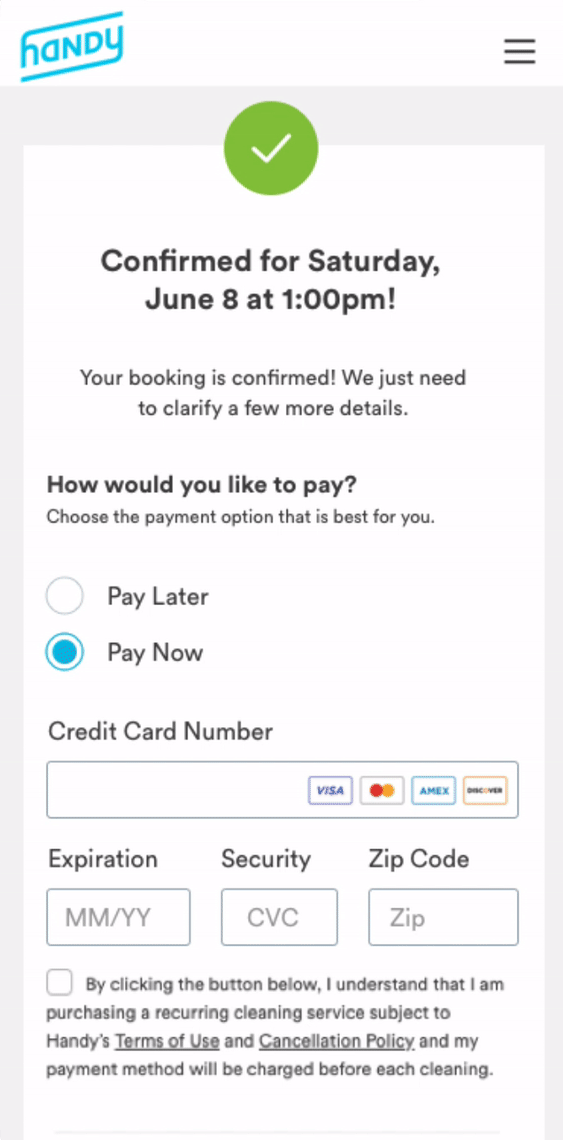 HANDY
Confirmed for Saturday,
June 8 at 1:00pm!
Your booking is confirmed! We just need
to clarify a few more details.
How would you like to pay?
Choose the payment option that is best for you.
Pay Later
Pay Now
Credit Card Number
VISA AMEX DISCOVER
Expiration Security Zip Code
MM/YY CVC Zip
By clicking the button below, I understand that I am
purchasing a recurring cleaning service subject to
Handy's Terms of Use and Cancellation Policy and my
payment method will be charged before each cleaning.